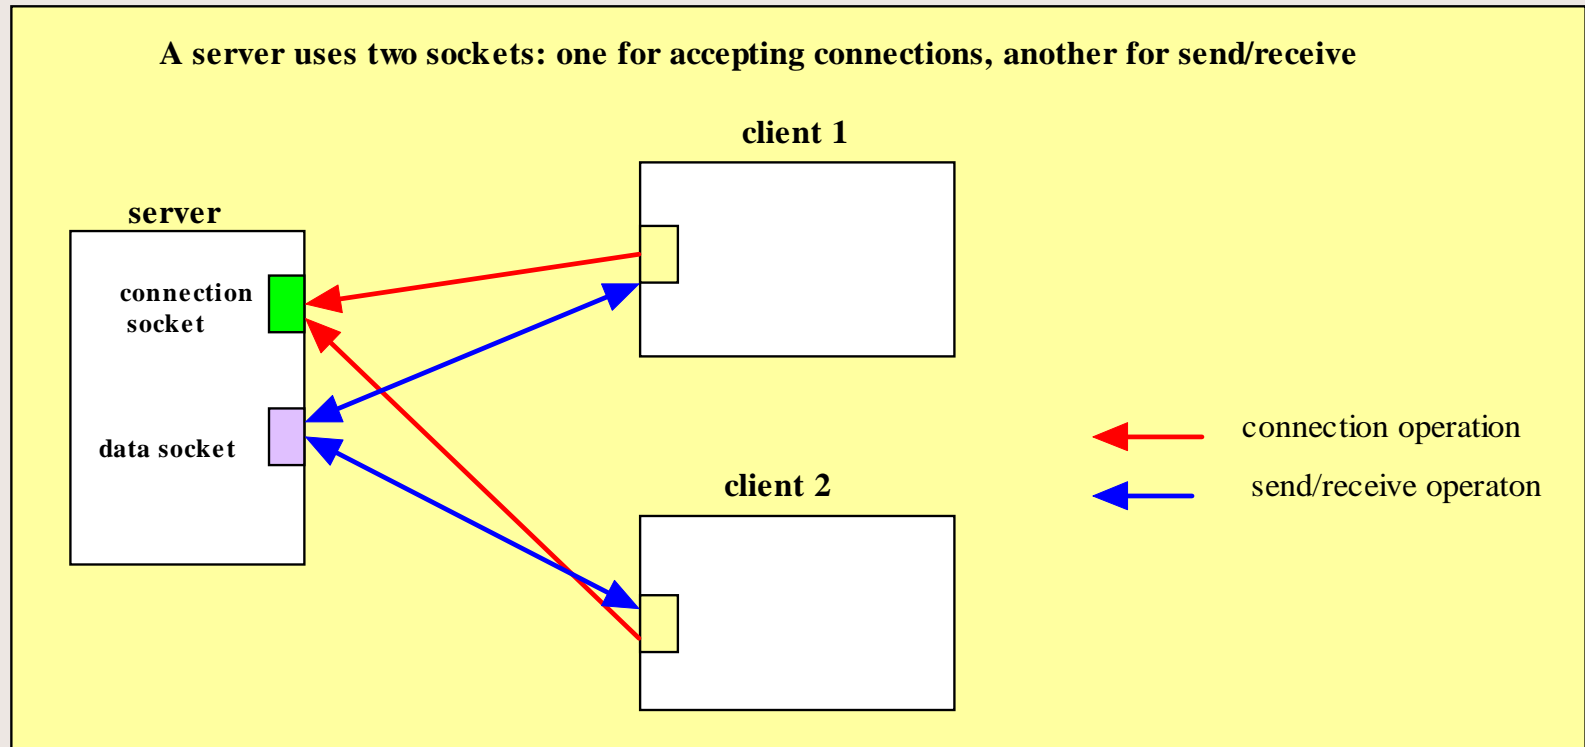 A server uses two sockets: one for accepting connections, another for send/receive
client 1
server
connection
socket
data socket
connection operation
client 2
send/receive operaton